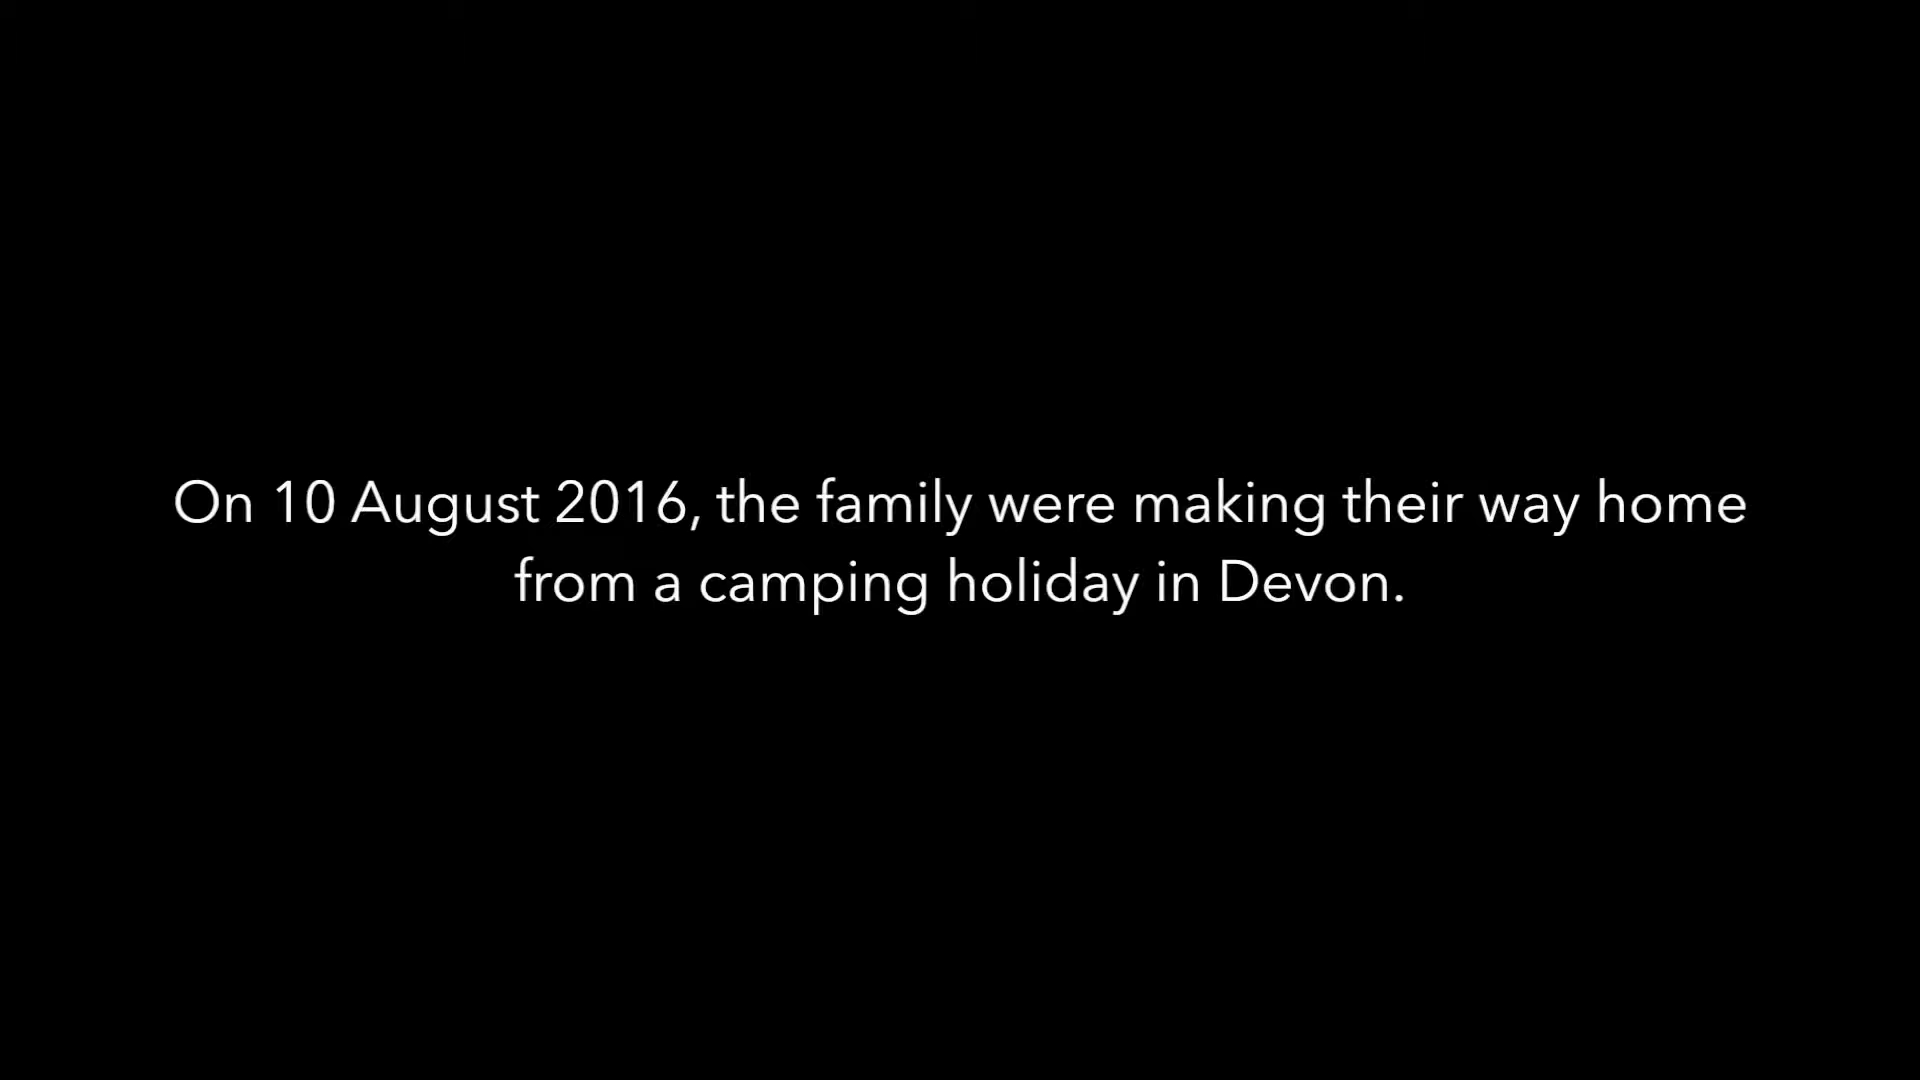 On 10 August 2016, the family were making their way home
from a camping holiday in Devon.